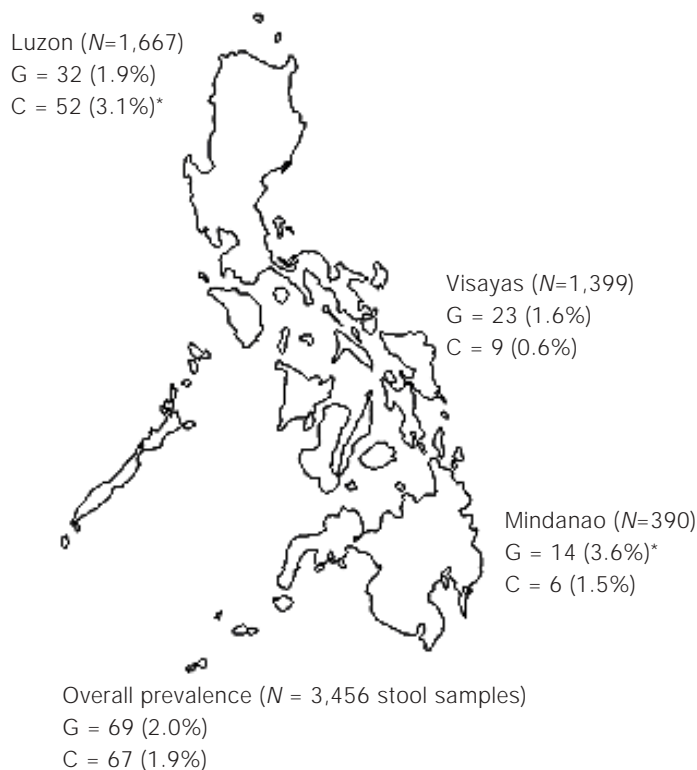 Luzon (N=1,667)
G = 32 (1.9%)
C = 52 (3.1%)*
Visayas (N=1,399)
G = 23 (1.6%)
C = 9 (0.6%)
Mindanao (N=390)
G = 14 (3.6%)*
C = 6 (1.5%)
Overall prevalence (N = 3,456 stool samples)
G = 69 (2.0%)
C = 67 (1.9%)